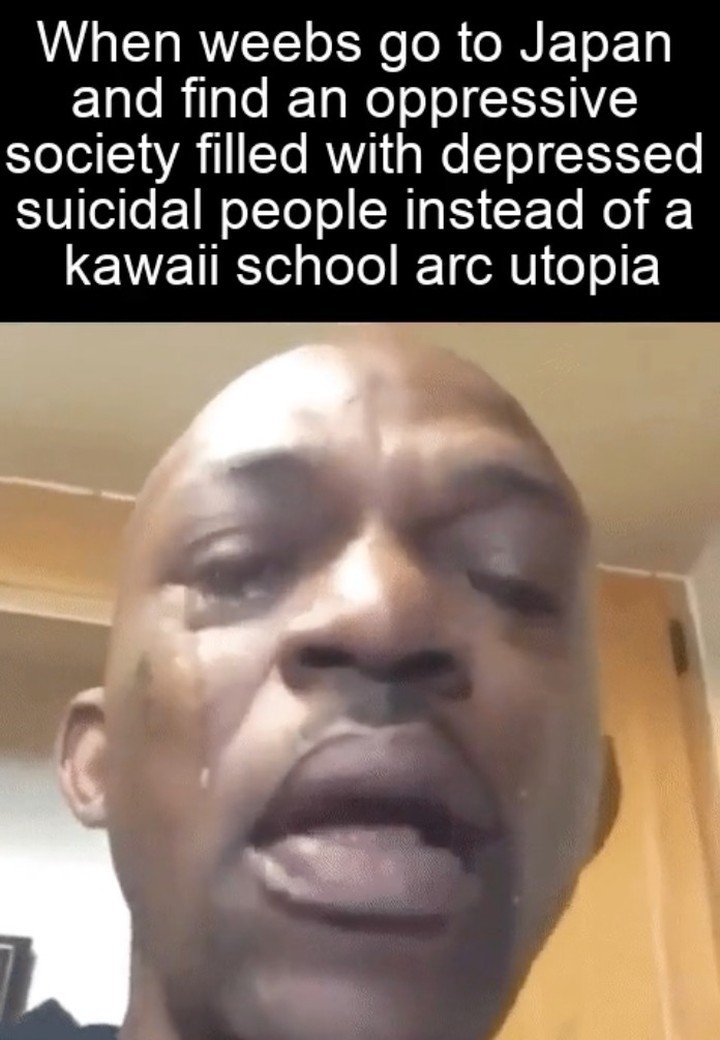 When weebs go to Japan
and find an oppressive
society filled with depressed
suicidal people instead of a
kawaii school arc utopia